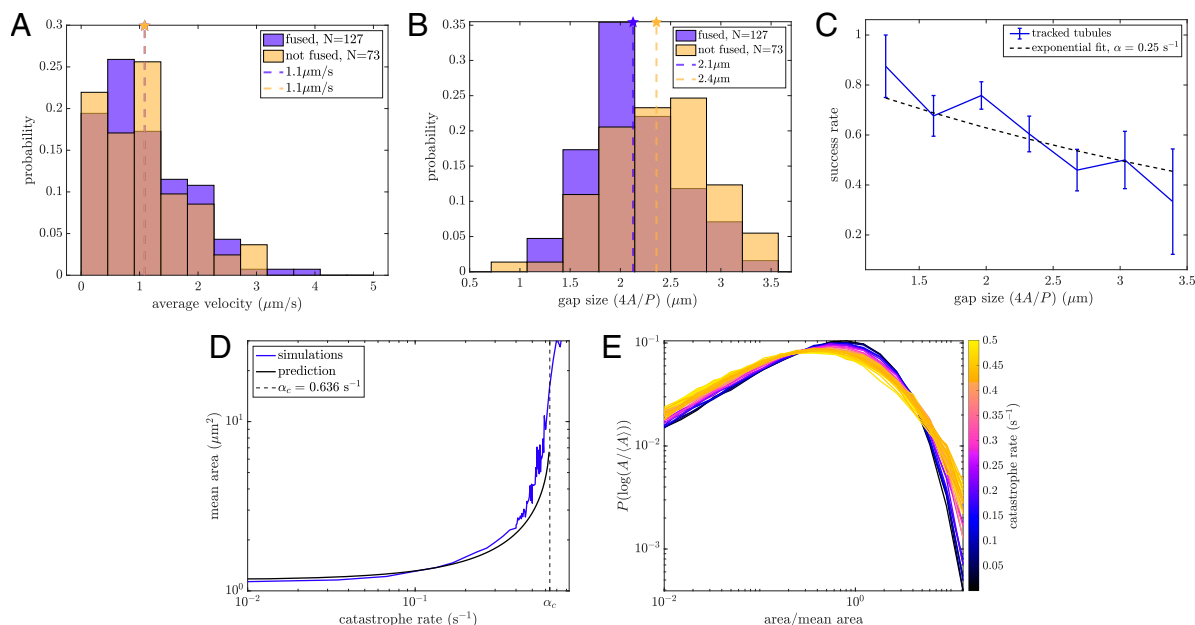 A
fused, N=127
not fused, N=73
1.1μm/s
1.1μm/s
0.3
0.25
0.2
0.15
0.1
0.05
0
probability
0 1 2 3 4 5
average velocity (μm/s)
B
fused, N=127
not fused, N=73
2.1μm
2.4μm
0.35
0.3
0.25
0.2
0.15
0.1
0.05
0
probability
0.5 1 1.5 2 2.5 3 3.5
gap size (4A/P) (μm)
C
tracked tubules
exponential fit, α = 0.25 s⁻¹
1
0.8
0.6
0.4
0.2
success rate
1.5 2 2.5 3 3.5
gap size (4A/P) (μm)
D
simulations
prediction
α_c = 0.636 s⁻¹
10¹
10⁰
mean area (μm²)
10⁻² 10⁻¹ α_c
catastrophe rate (s⁻¹)
E
10⁻¹
10⁻²
10⁻³
P(log(A/⟨A⟩))
10⁻² 10⁰
area/mean area
0.5
0.45
0.4
0.35
0.3
0.25
0.2
0.15
0.1
0.05
catastrophe rate (s⁻¹)